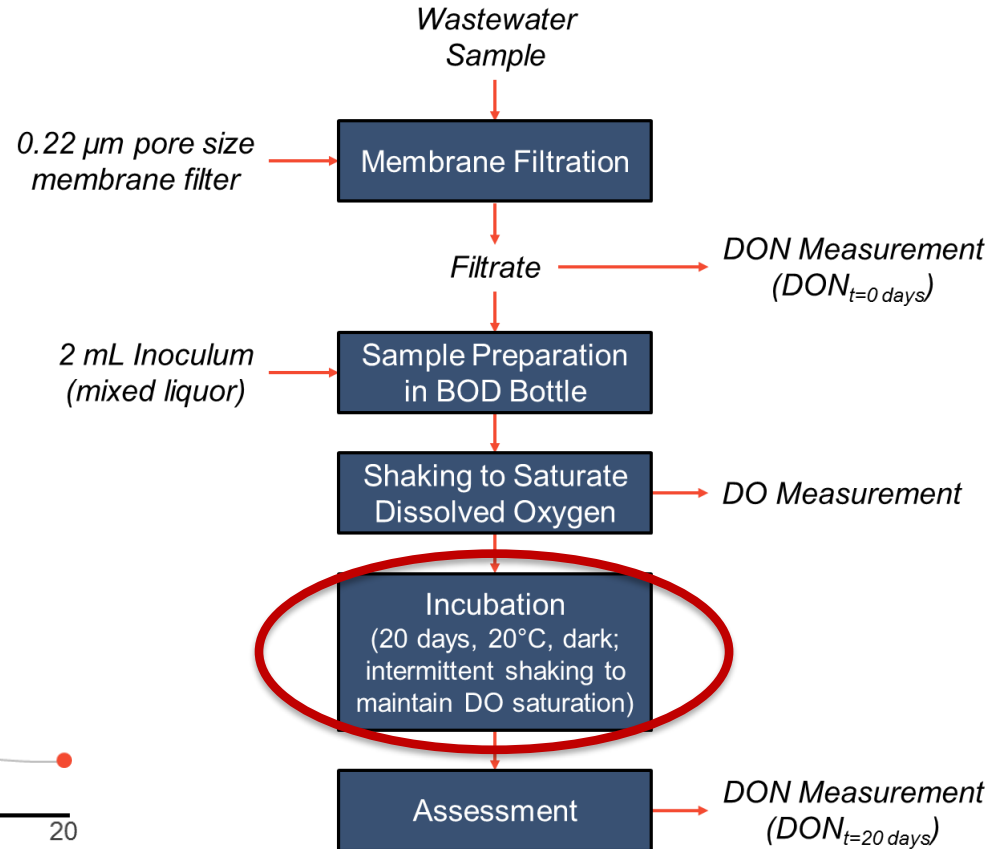 Wastewater
Sample
0.22 µm pore size
membrane filter
Membrane Filtration
Filtrate
DON Measurement
(DONt=0 days)
2 mL Inoculum
(mixed liquor)
Sample Preparation
in BOD Bottle
Shaking to Saturate
Dissolved Oxygen
DO Measurement
Incubation
(20 days, 20°C, dark;
intermittent shaking to
maintain DO saturation)
Assessment
DON Measurement
(DONt=20 days)
20